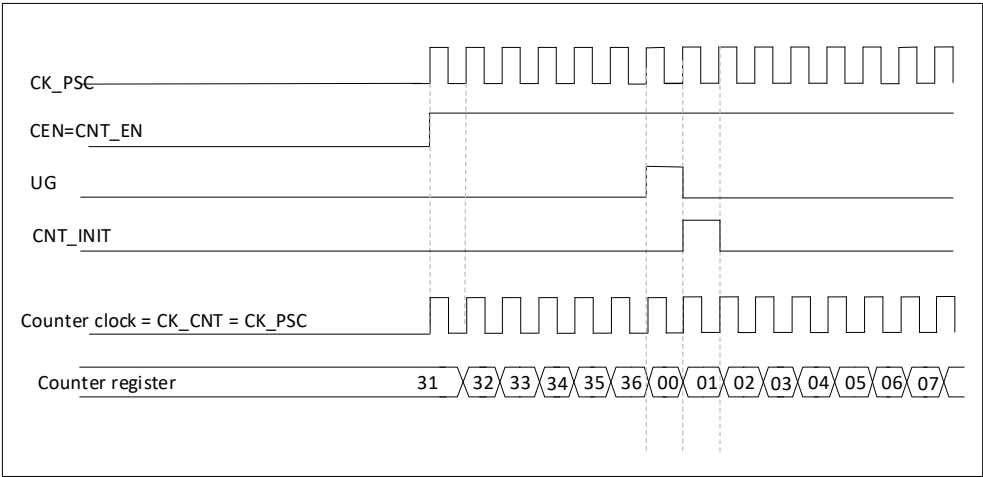 CK_PSC
CEN=CNT_EN
UG
CNT_INIT
Counter clock = CK_CNT = CK_PSC
Counter register 31 32 33 34 35 36 00 01 02 03 04 05 06 07